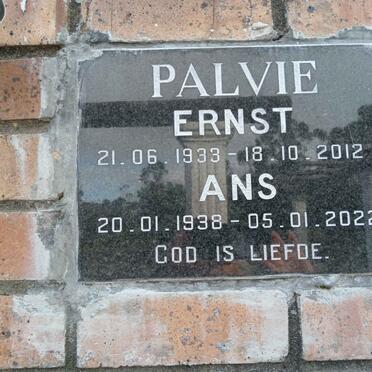 PALVIE
ERNST
21.06.1933 - 18.10.2012
ANS
20.01.1938 - 05.01.2022
GOD IS LIEFDE.